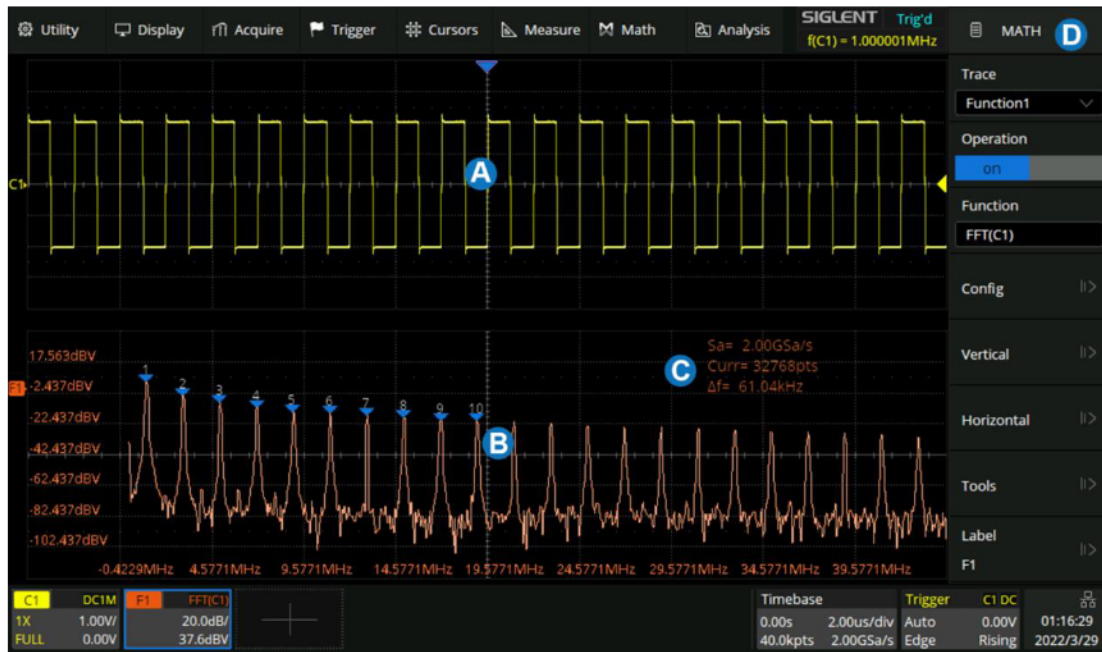 Utility Display Acquire Trigger Cursors Measure Math Analysis
SIGLENT Trig'd
f(C1) = 1.000001MHz
MATH D
Trace
Function1
Operation
on
Function
FFT(C1)
Config
Vertical
Horizontal
Tools
Label
F1
C1
A
17.563dBV
F1 -2.437dBV
-22.437dBV
-42.437dBV
-62.437dBV
-82.437dBV
-102.437dBV
1 2 3 4 5 6 7 8 9 10
B
C
Sa= 2.00GSa/s
Curr= 32768pts
Δf= 61.04kHz
-0.4229MHz 4.5771MHz 9.5771MHz 14.5771MHz 19.5771MHz 24.5771MHz 29.5771MHz 34.5771MHz 39.5771MHz
C1 DC1M
1X 1.00V/
FULL 0.00V
F1 FFT(C1)
20.0dB/
37.6dBV
Timebase
0.00s 2.00us/div
40.0kpts 2.00GSa/s
Trigger C1 DC
Auto 0.00V
Edge Rising
01:16:29
2022/3/29